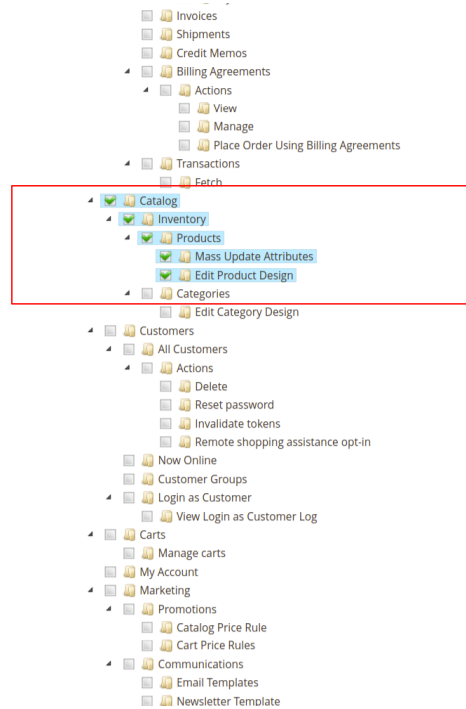 Invoices
Shipments
Credit Memos
Billing Agreements
Actions
View
Manage
Place Order Using Billing Agreements
Transactions
Fetch
Catalog
Inventory
Products
Mass Update Attributes
Edit Product Design
Categories
Edit Category Design
Customers
All Customers
Actions
Delete
Reset password
Invalidate tokens
Remote shopping assistance opt-in
Now Online
Customer Groups
Login as Customer
View Login as Customer Log
Carts
Manage carts
My Account
Marketing
Promotions
Catalog Price Rule
Cart Price Rules
Communications
Email Templates
Newsletter Template